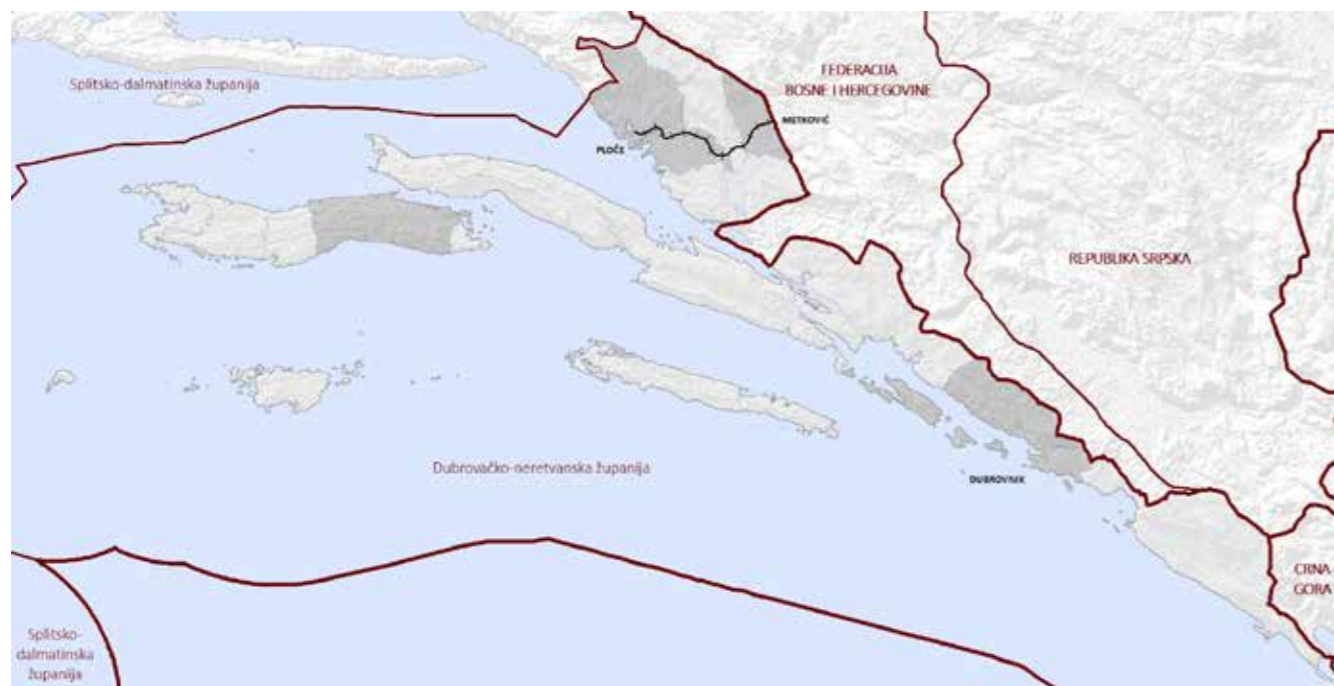 Splitsko-dalmatinska županija
FEDERACIJA
BOSNE I HERCEGOVINE
METKOVIĆ
PLOČE
REPUBLIKA SRPSKA
Dubrovačko-neretvanska županija
DUBROVNIK
CRNA
GORA
Splitsko-
dalmatinska
županija